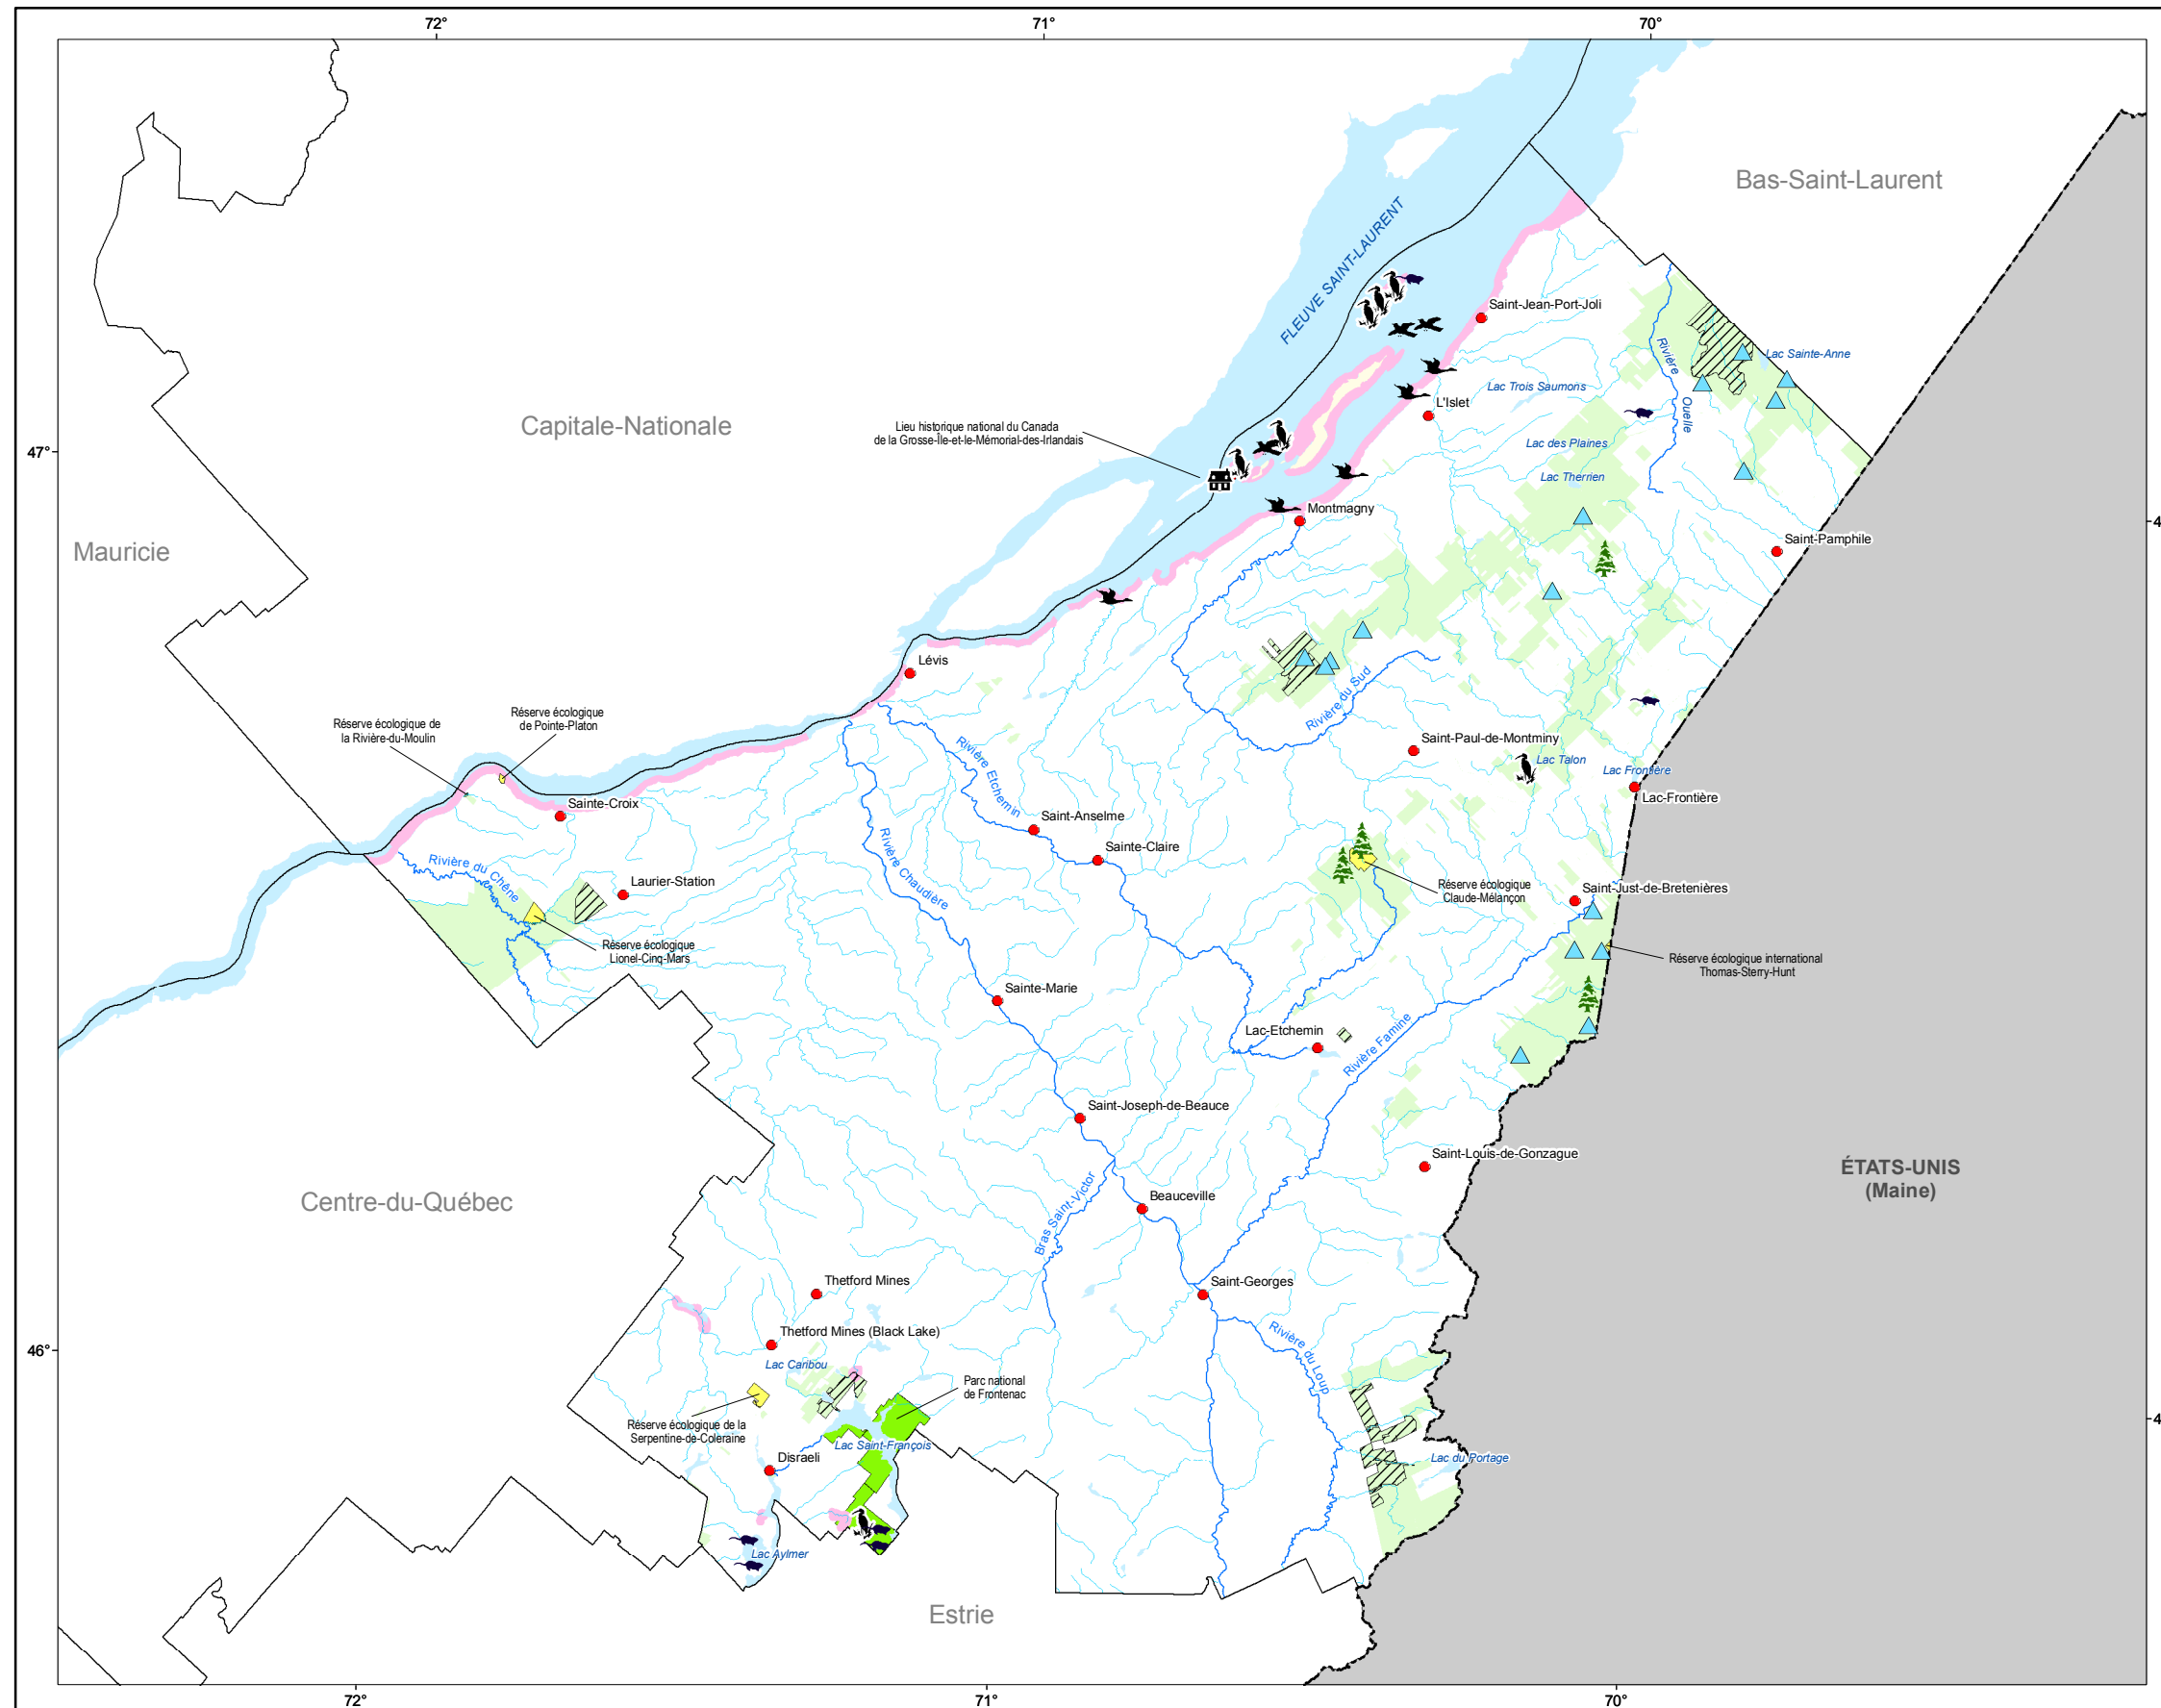 72°
71°
70°
Bas-Saint-Laurent
FLEUVE SAINT-LAURENT
Saint-Jean-Port-Joli
Rivière
Ouelle
Lac Sainte-Anne
Lac Trois Saumons
L'Islet
Capitale-Nationale
Lieu historique national du Canada
de la Grosse-Île-et-le-Mémorial-des-Irlandais
Lac des Plaines
47°
Lac Therrien
Montmagny
4
Mauricie
Saint-Pamphile
Lévis
Rivière du Sud
Réserve écologique de
la Rivière-du-Moulin
Réserve écologique
de Pointe-Platon
Rivière Etchemin
Saint-Paul-de-Montminy
Lac Talon
Lac Frontière
Lac-Frontière
Sainte-Croix
Saint-Anselme
Sainte-Claire
Rivière Chaudière
Rivière du Chêne
Laurier-Station
Réserve écologique
Claude-Mélançon
Saint-Just-de-Bretenières
Réserve écologique
Lionel-Cinq-Mars
Réserve écologique international
Thomas-Sterry-Hunt
Sainte-Marie
Lac-Etchemin
Rivière Famine
Saint-Joseph-de-Beauce
Saint-Louis-de-Gonzague
ÉTATS-UNIS
(Maine)
Centre-du-Québec
Bras Saint-Victor
Beauceville
Thetford Mines
Saint-Georges
Thetford Mines (Black Lake)
46°
Lac Caribou
Rivière du Loup
Parc national
de Frontenac
Réserve écologique de la
Serpentine-de-Coleraine
4
Lac Saint-François
Disraeli
Lac du Portage
Lac Aylmer
Estrie
72°
71°
70°